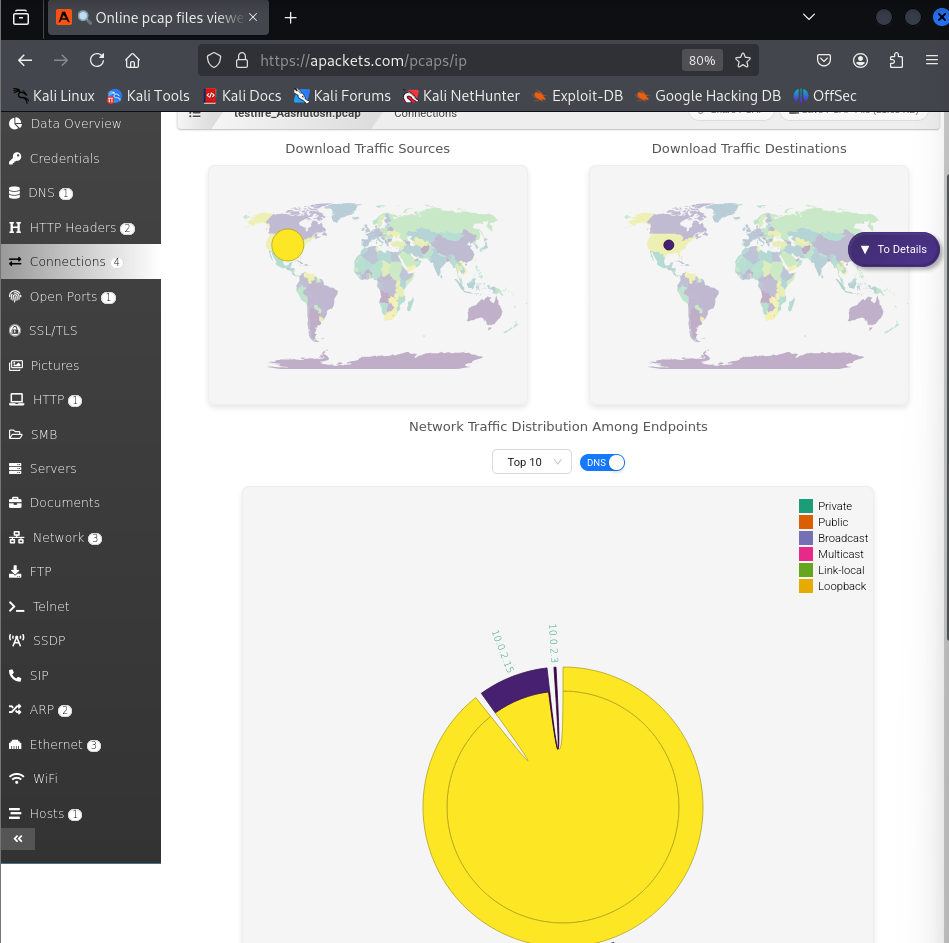 Online pcap files viewe
https://apackets.com/pcaps/ip
80%
Kali Linux Kali Tools Kali Docs Kali Forums Kali NetHunter Exploit-DB Google Hacking DB OffSec
testfire_Aashutosh.pcap Connections
Data Overview
Credentials
DNS 1
HTTP Headers 2
Connections 4
Open Ports 1
SSL/TLS
Pictures
HTTP 1
SMB
Servers
Documents
Network 3
FTP
Telnet
SSDP
SIP
ARP 2
Ethernet 3
WiFi
Hosts 1
Download Traffic Sources
Download Traffic Destinations
To Details
Network Traffic Distribution Among Endpoints
Top 10
DNS
Private
Public
Broadcast
Multicast
Link-local
Loopback
10.0.2.15
10.0.2.3